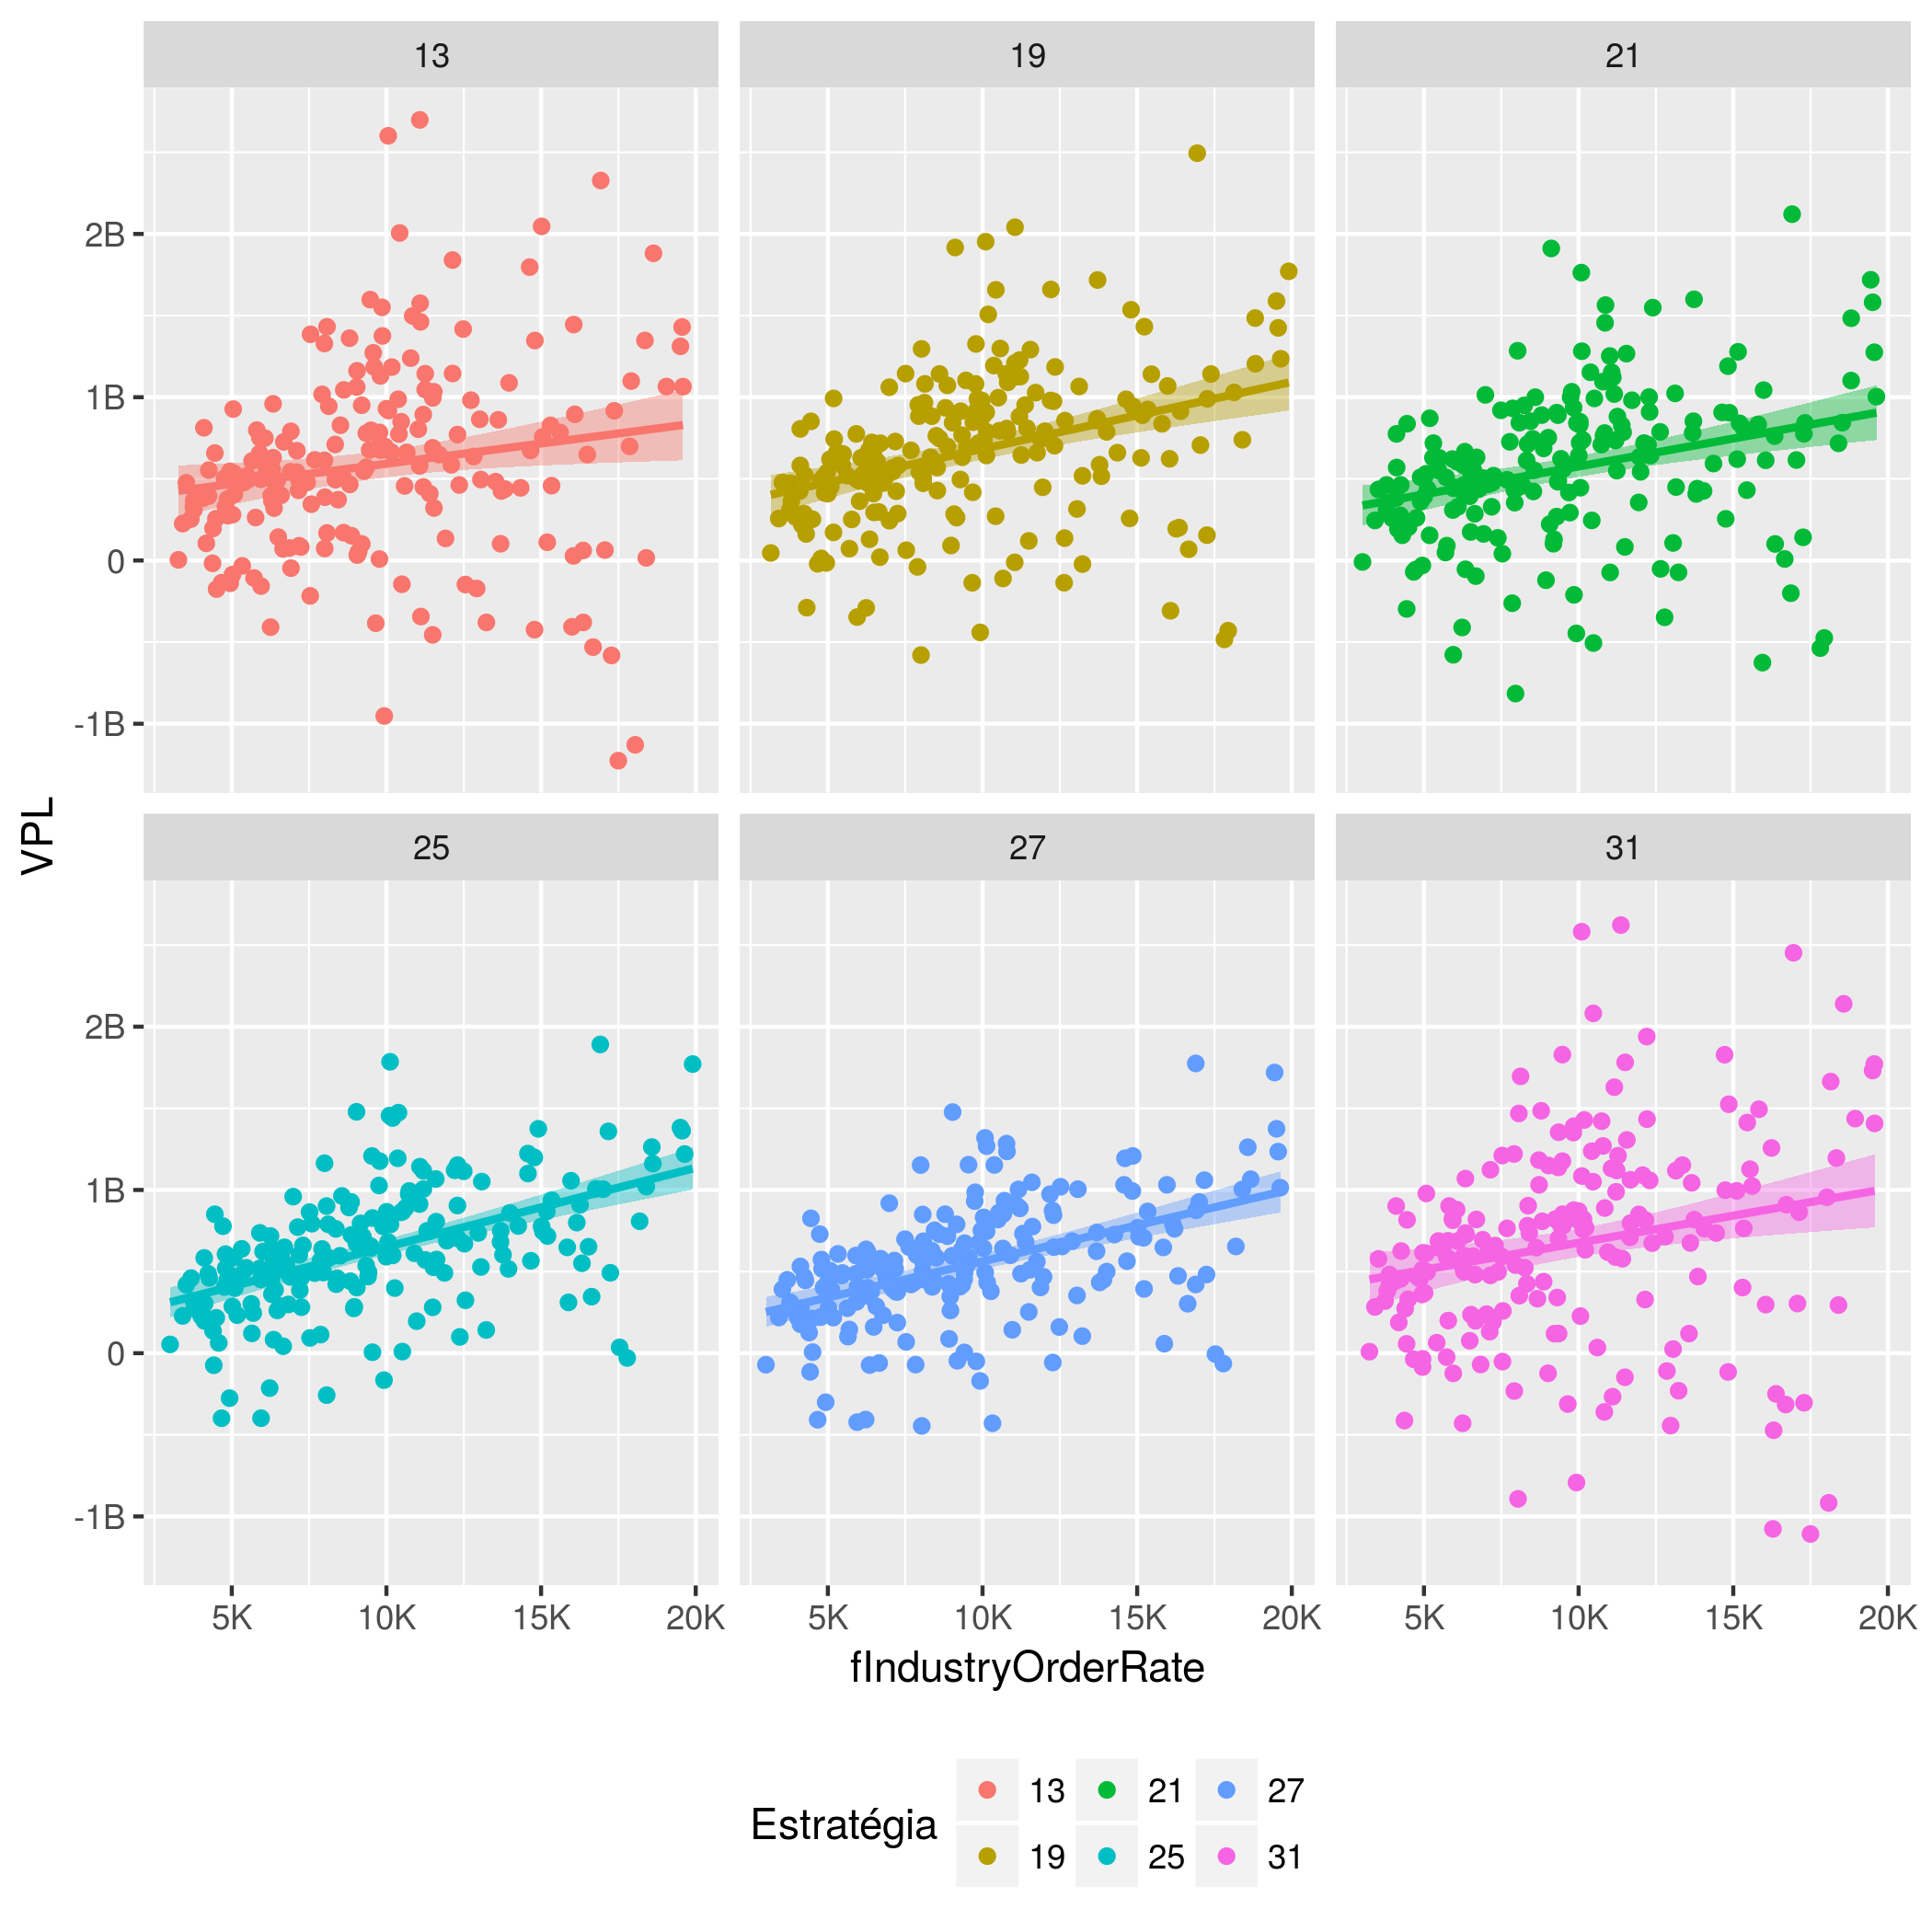 13 19 21
2B
1B
0
-1B
VPL
25 27 31
2B
1B
0
-1B
5K 10K 15K 20K 5K 10K 15K 20K 5K 10K 15K 20K
fIndustryOrderRate
Estratégia
13 21 27
19 25 31